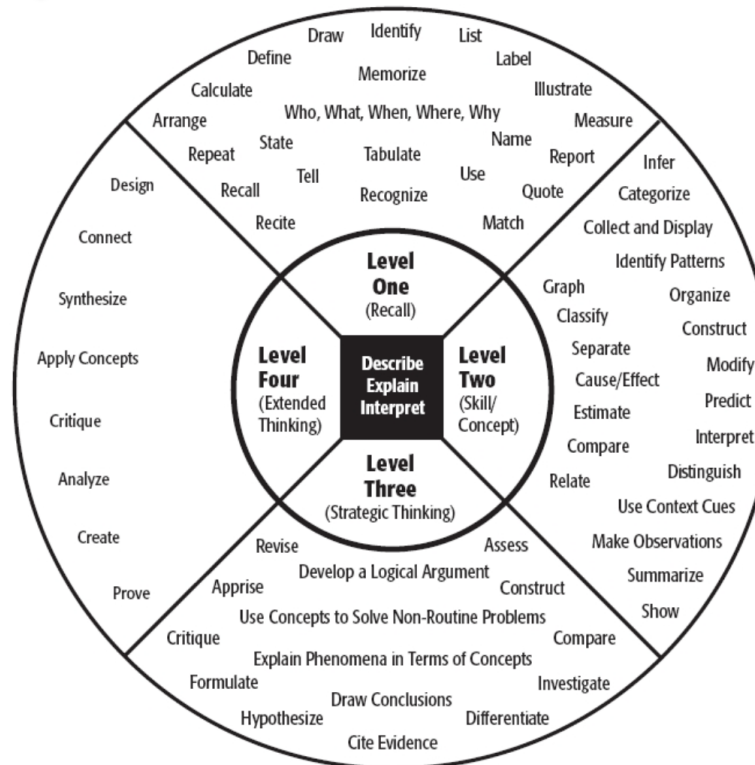 Draw
Identify
List
Define
Label
Memorize
Calculate
Illustrate
Who, What, When, Where, Why
Arrange
Measure
State
Name
Repeat
Tabulate
Report
Tell
Use
Recall
Recognize
Quote
Recite
Match
Infer
Categorize
Collect and Display
Identify Patterns
Graph
Organize
Classify
Construct
Separate
Modify
Cause/Effect
Predict
Estimate
Interpret
Compare
Distinguish
Relate
Use Context Cues
Make Observations
Summarize
Show
Level
One
(Recall)
Level
Two
(Skill/
Concept)
Describe
Explain
Interpret
Level
Four
(Extended
Thinking)
Level
Three
(Strategic Thinking)
Revise
Assess
Develop a Logical Argument
Apprise
Construct
Use Concepts to Solve Non-Routine Problems
Critique
Compare
Explain Phenomena in Terms of Concepts
Formulate
Investigate
Draw Conclusions
Hypothesize
Differentiate
Cite Evidence
Design
Connect
Synthesize
Apply Concepts
Critique
Analyze
Create
Prove